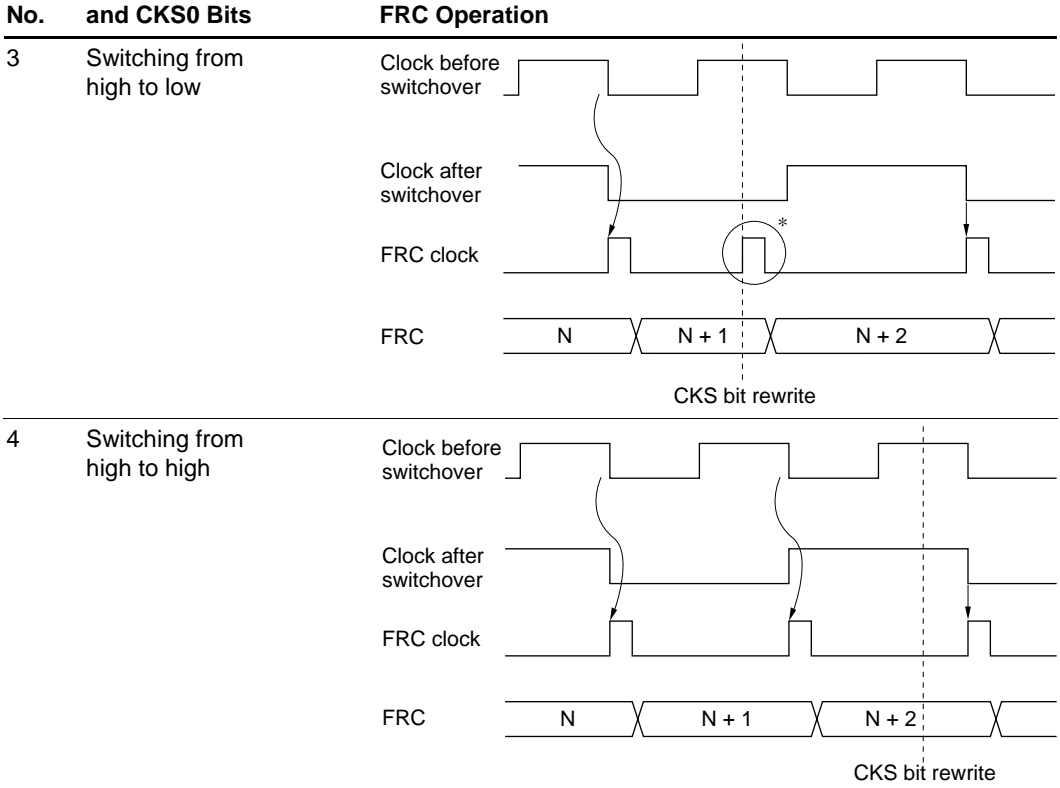 No. and CKS0 Bits FRC Operation
3 Switching from
high to low
Clock before
switchover
Clock after
switchover
FRC clock
*
FRC N N + 1 N + 2
CKS bit rewrite
4 Switching from
high to high
Clock before
switchover
Clock after
switchover
FRC clock
FRC N N + 1 N + 2
CKS bit rewrite